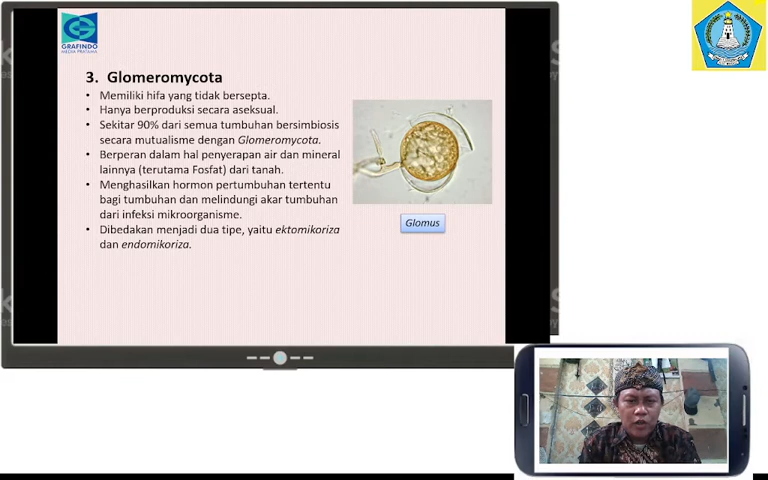 GRAFINDO
MEDIA PRATAMA
3. Glomeromycota
• Memiliki hifa yang tidak bersepta.
• Hanya berproduksi secara aseksual.
• Sekitar 90% dari semua tumbuhan bersimbiosis
secara mutualisme dengan Glomeromycota.
• Berperan dalam hal penyerapan air dan mineral
lainnya (terutama Fosfat) dari tanah.
• Menghasilkan hormon pertumbuhan tertentu
bagi tumbuhan dan melindungi akar tumbuhan
dari infeksi mikroorganisme.
• Dibedakan menjadi dua tipe, yaitu ektomikoriza
dan endomikoriza.
Glomus